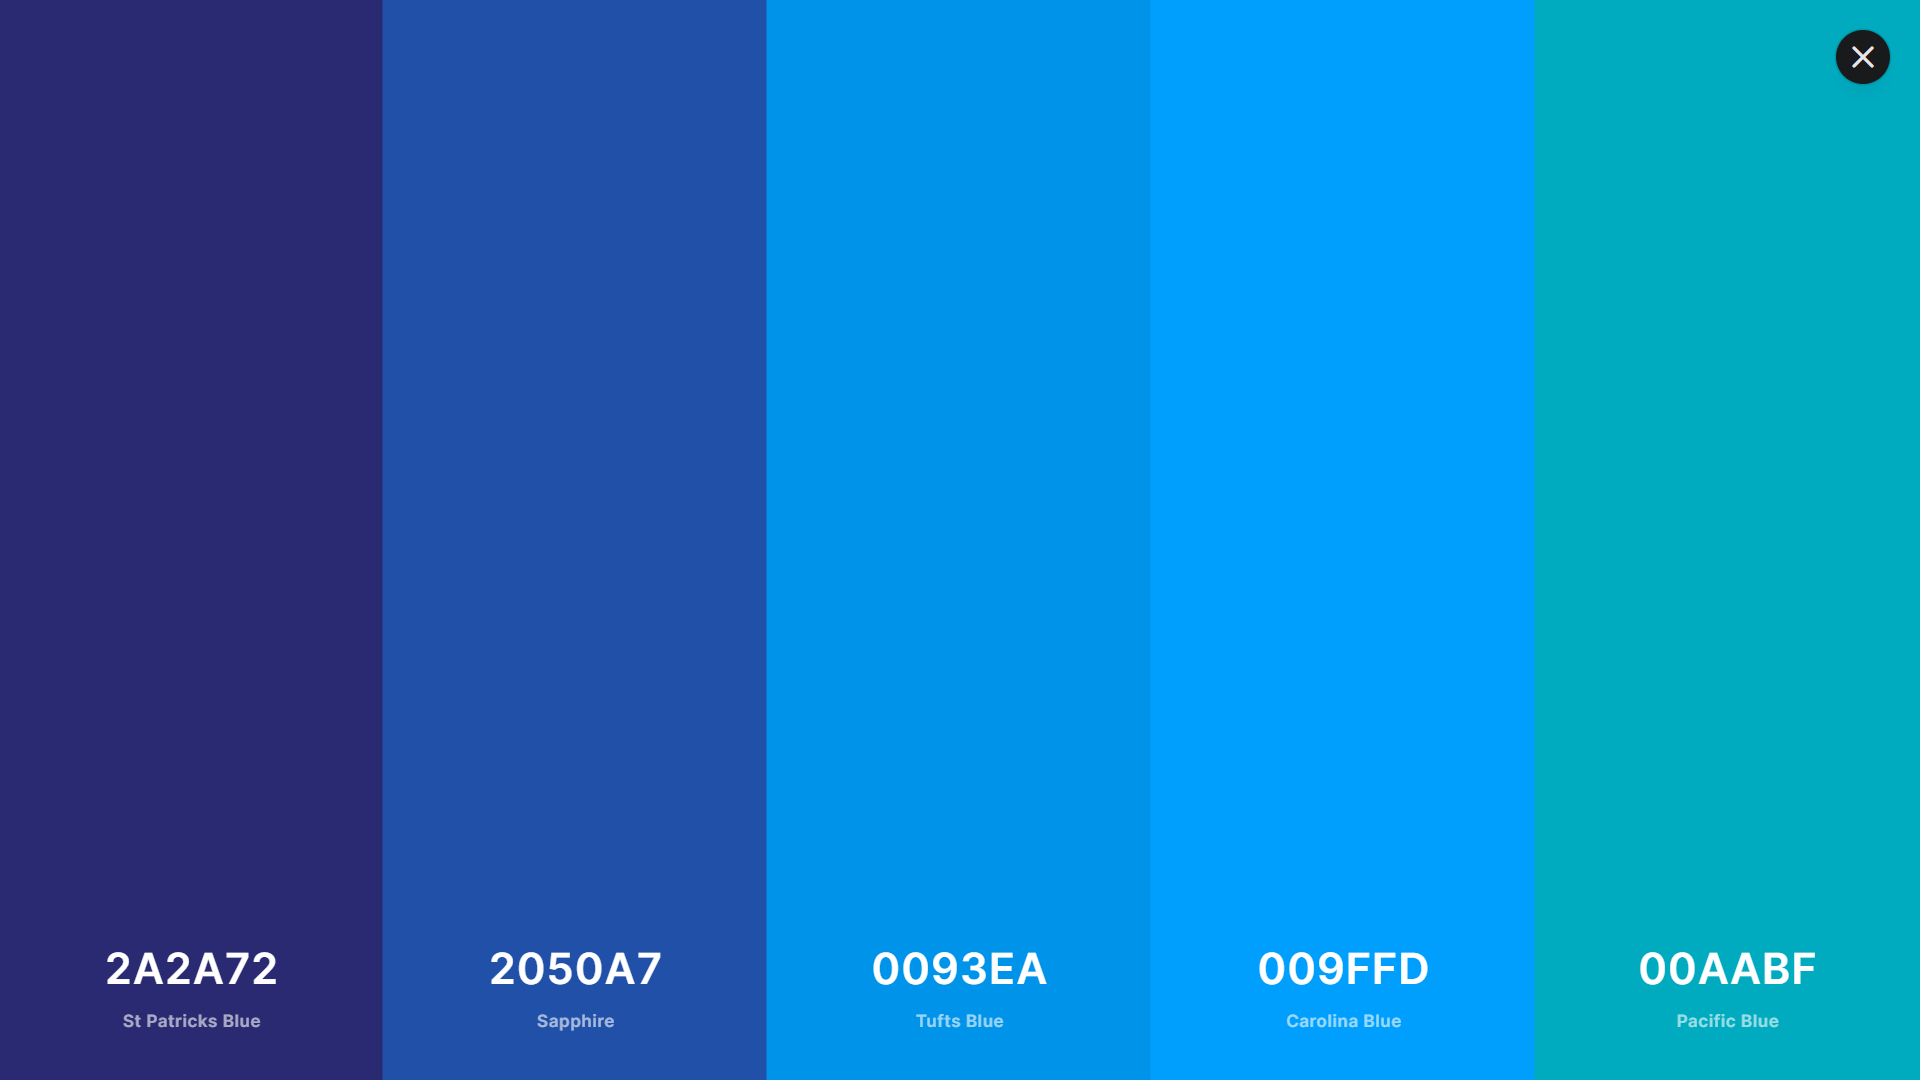 2A2A72
St Patricks Blue
2050A7
Sapphire
0093EA
Tufts Blue
009FFD
Carolina Blue
00AABF
Pacific Blue